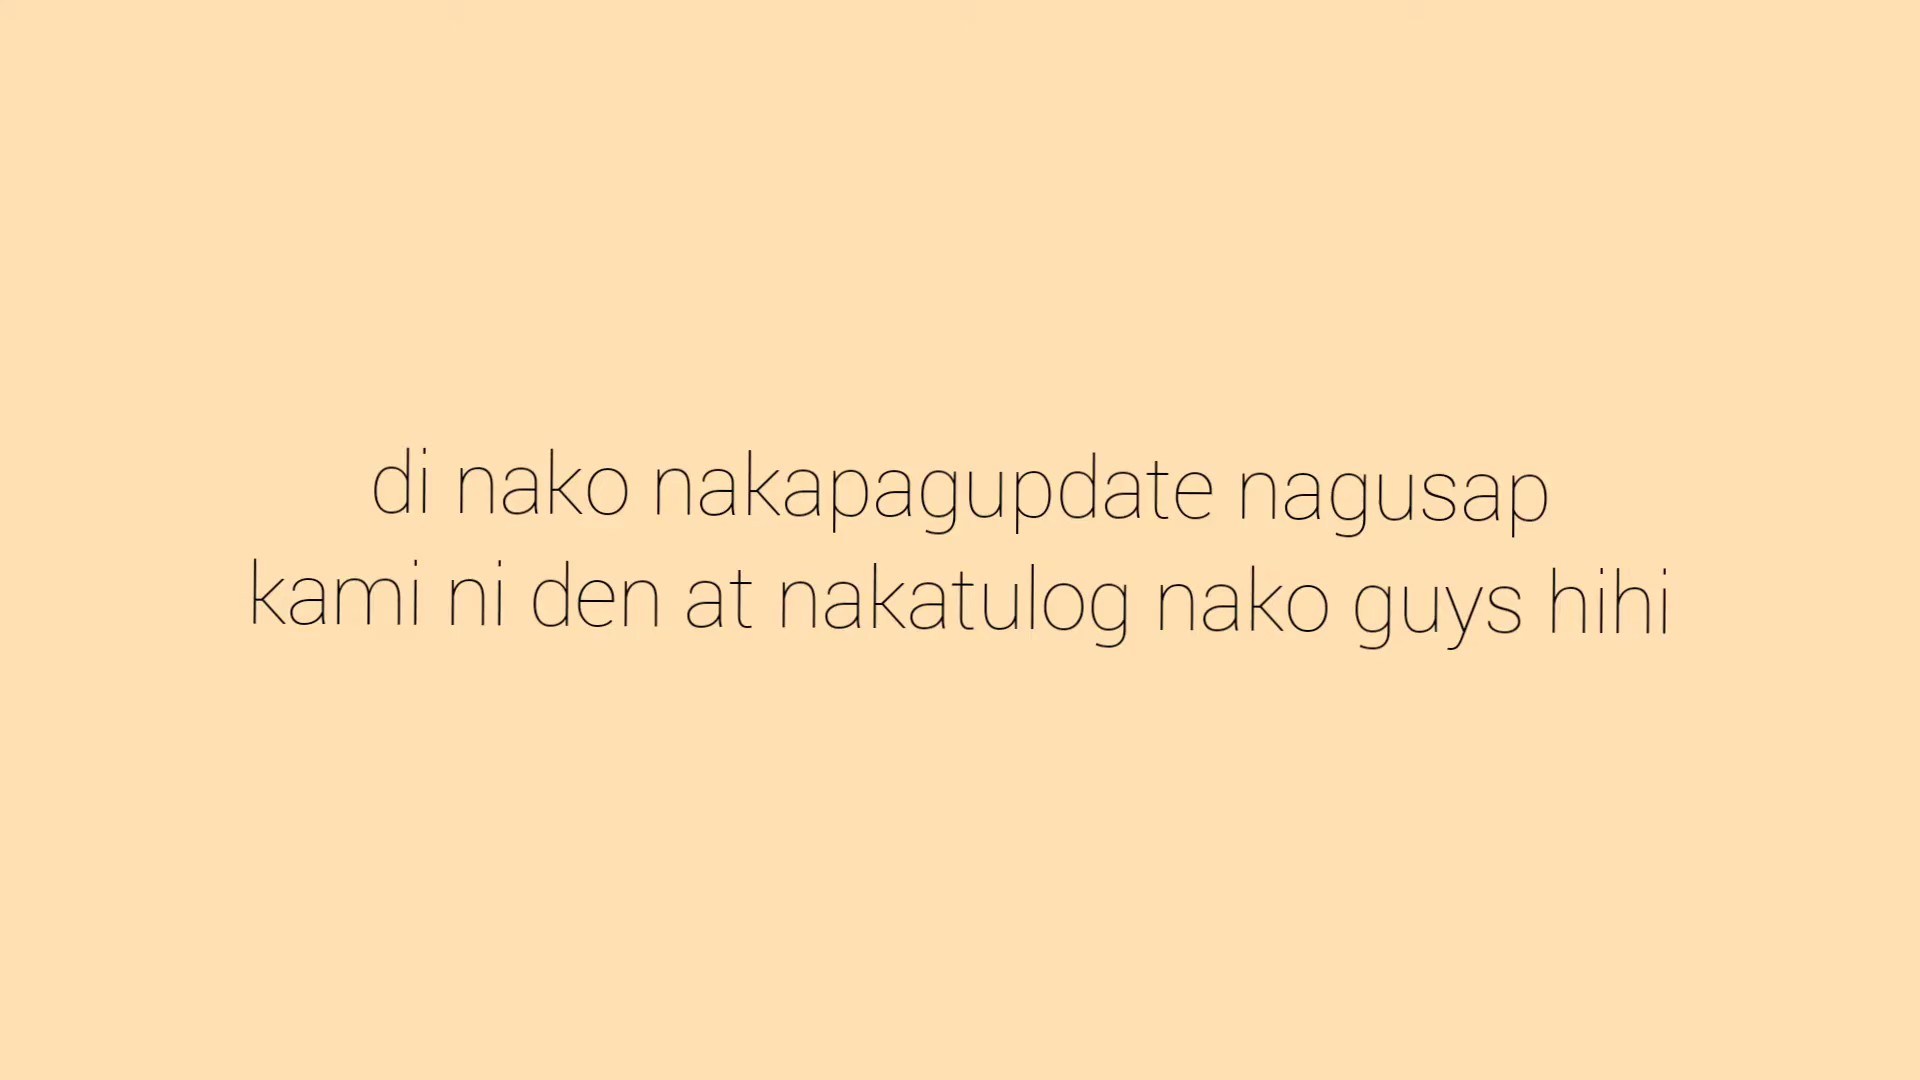 di nako nakapagupdate nagusap
kami ni den at nakatulog nako guys hihi